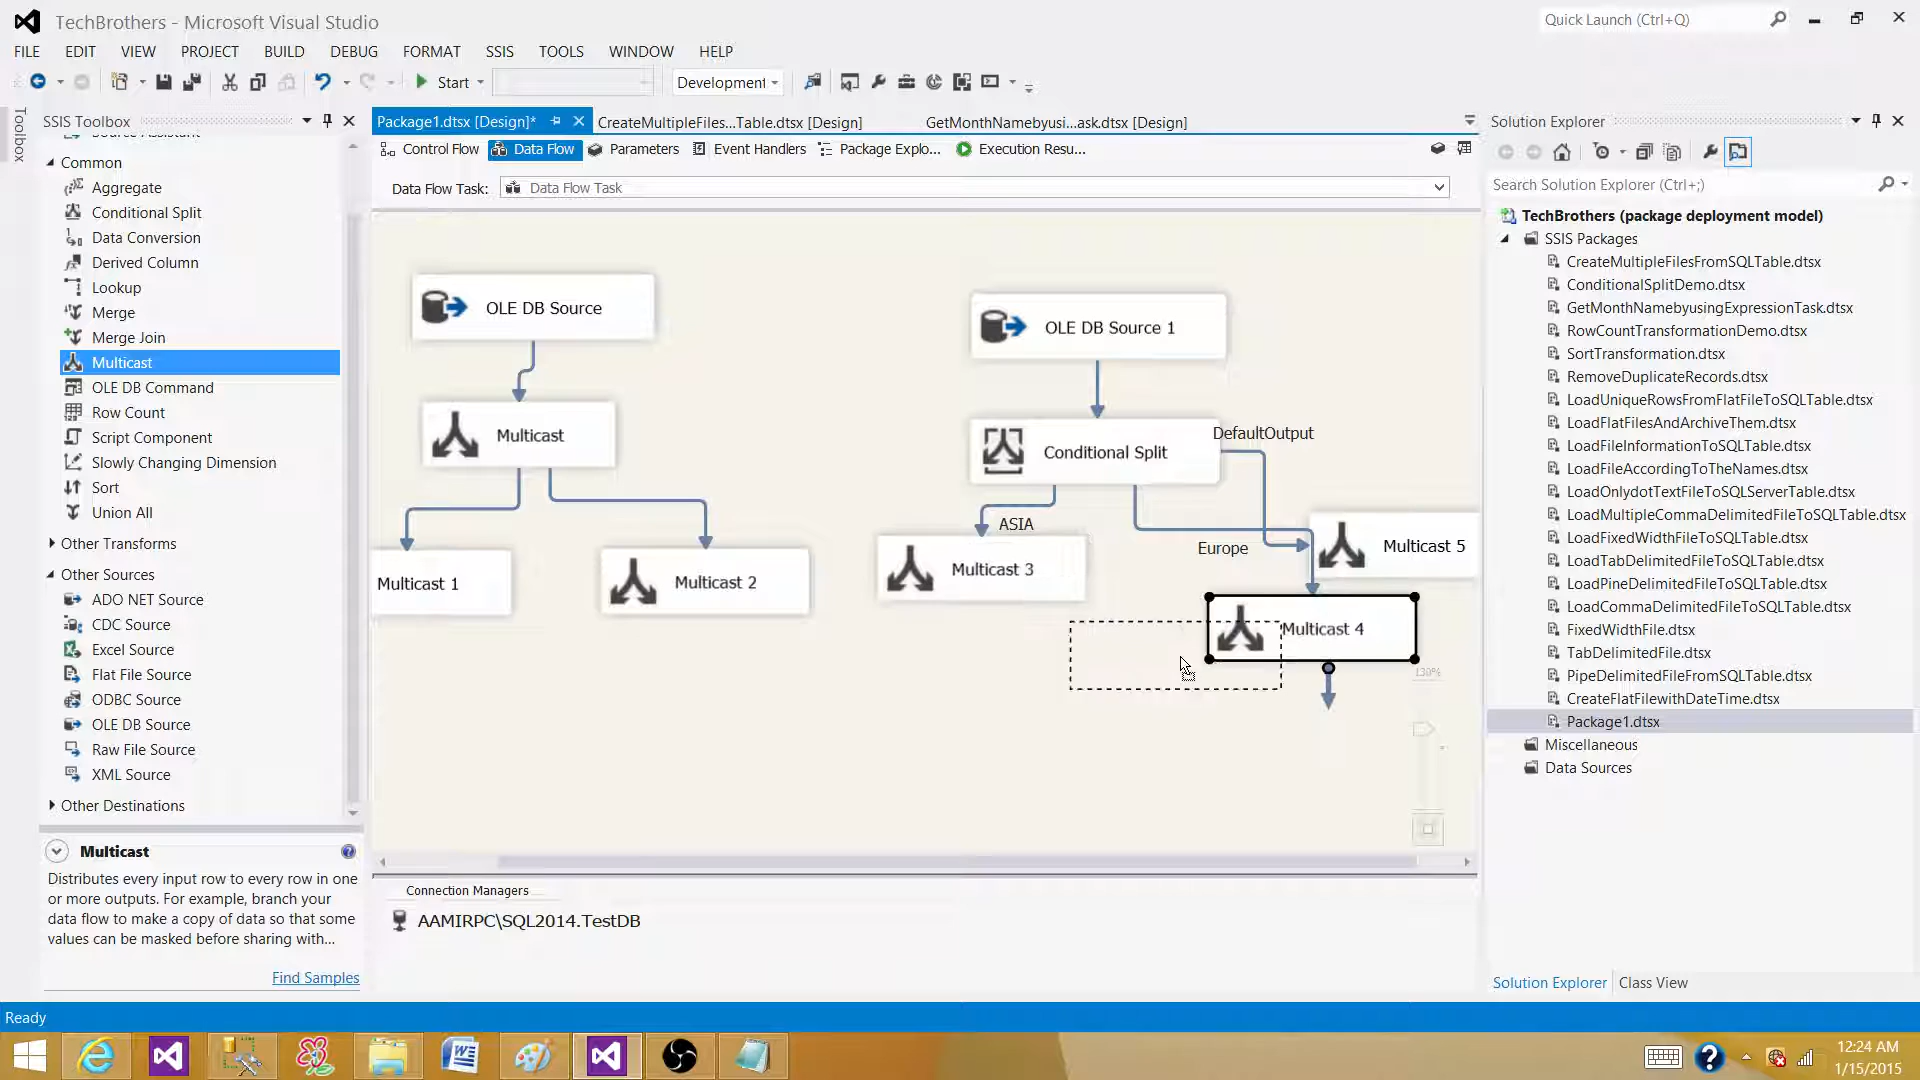 TechBrothers - Microsoft Visual Studio
Quick Launch (Ctrl+Q)
FILE EDIT VIEW PROJECT BUILD DEBUG FORMAT SSIS TOOLS WINDOW HELP
Start Development
Toolbox
SSIS Toolbox
Source Assistant
Common
Aggregate
Conditional Split
Data Conversion
Derived Column
Lookup
Merge
Merge Join
Multicast
OLE DB Command
Row Count
Script Component
Slowly Changing Dimension
Sort
Union All
Other Transforms
Other Sources
ADO NET Source
CDC Source
Excel Source
Flat File Source
ODBC Source
OLE DB Source
Raw File Source
XML Source
Other Destinations
Multicast
Distributes every input row to every row in one
or more outputs. For example, branch your
data flow to make a copy of data so that some
values can be masked before sharing with...
Find Samples
Package1.dtsx [Design]* CreateMultipleFiles...Table.dtsx [Design] GetMonthNamebyusi...ask.dtsx [Design]
Control Flow Data Flow Parameters Event Handlers Package Explo... Execution Resu...
Data Flow Task: Data Flow Task
OLE DB Source
OLE DB Source 1
Multicast
Conditional Split
DefaultOutput
ASIA
Europe
Multicast 1
Multicast 2
Multicast 3
Multicast 5
Multicast 4
130%
Connection Managers
AAMIRPC\SQL2014.TestDB
Solution Explorer
Search Solution Explorer (Ctrl+;)
TechBrothers (package deployment model)
SSIS Packages
CreateMultipleFilesFromSQLTable.dtsx
ConditionalSplitDemo.dtsx
GetMonthNamebyusingExpressionTask.dtsx
RowCountTransformationDemo.dtsx
SortTransformation.dtsx
RemoveDuplicateRecords.dtsx
LoadUniqueRowsFromFlatFileToSQLTable.dtsx
LoadFlatFilesAndArchiveThem.dtsx
LoadFileInformationToSQLTable.dtsx
LoadFileAccordingToTheNames.dtsx
LoadOnlydotTextFileToSQLServerTable.dtsx
LoadMultipleCommaDelimitedFileToSQLTable.dtsx
LoadFixedWidthFileToSQLTable.dtsx
LoadTabDelimitedFileToSQLTable.dtsx
LoadPineDelimitedFileToSQLTable.dtsx
LoadCommaDelimitedFileToSQLTable.dtsx
FixedWidthFile.dtsx
TabDelimitedFile.dtsx
PipeDelimitedFileFromSQLTable.dtsx
CreateFlatFilewithDateTime.dtsx
Package1.dtsx
Miscellaneous
Data Sources
Solution Explorer Class View
Ready
12:24 AM
1/15/2015